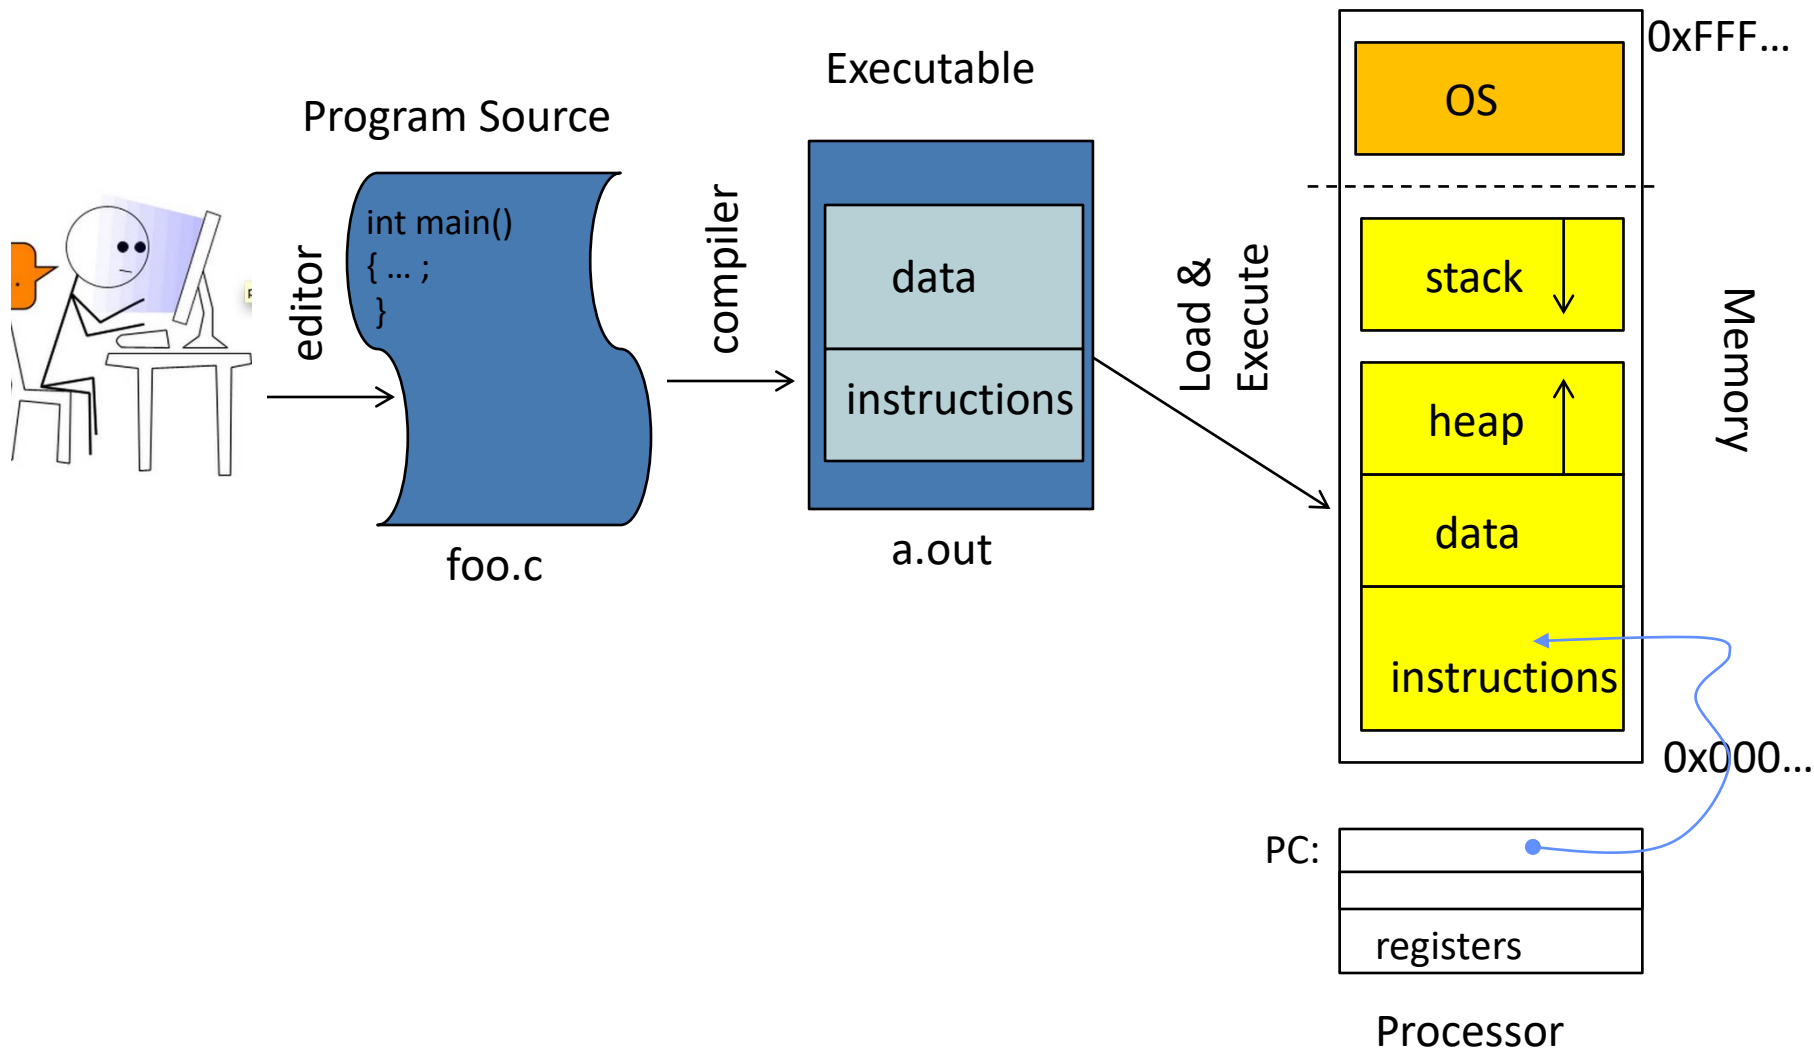 Program Source
Executable
editor
int main()
{ ... ;
}
foo.c
compiler
data
instructions
a.out
Load &
Execute
0xFFF...
OS
stack
heap
data
instructions
0x000...
Memory
PC:
registers
Processor